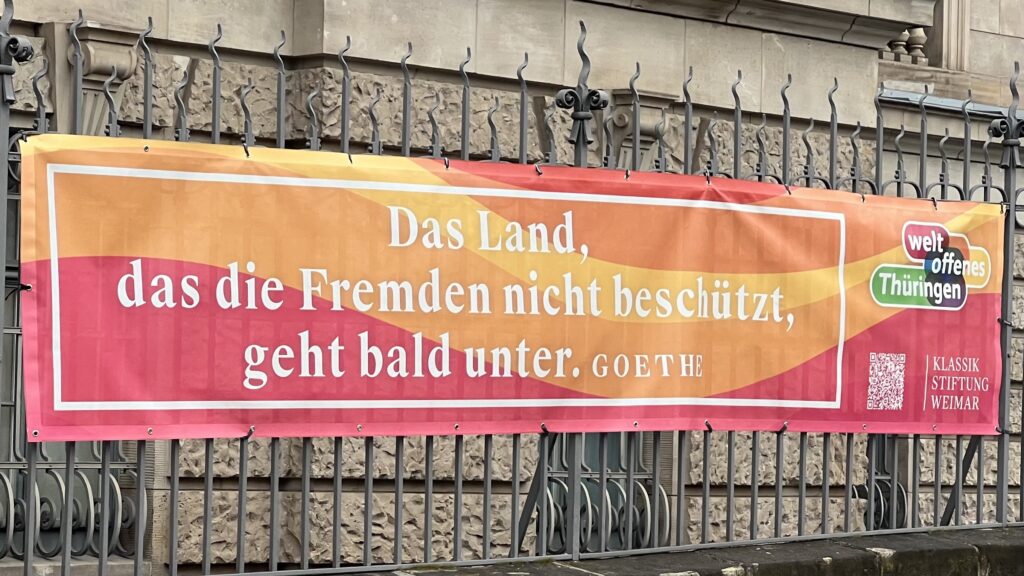 Das Land,
das die Fremden nicht beschützt,
geht bald unter. GOETHE
welt
offenes
Thüringen
KLASSIK
STIFTUNG
WEIMAR